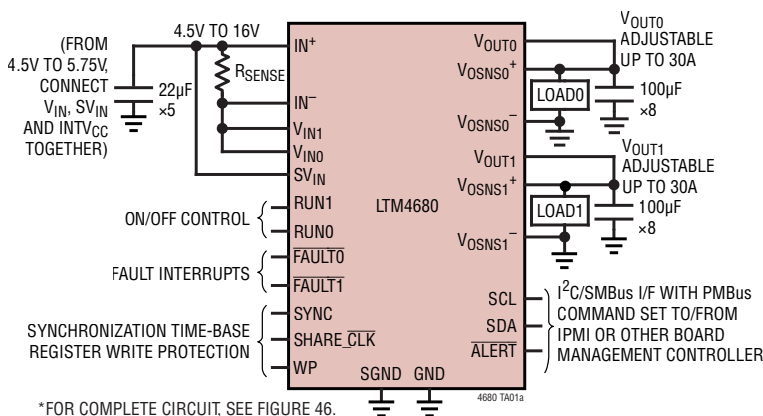 4.5V TO 16V
(FROM
4.5V TO 5.75V,
CONNECT
VIN, SVIN
AND INTVCC
TOGETHER)
22µF
×5
RSENSE
IN+
IN−
VIN1
VIN0
SVIN
RUN1
RUN0
FAULT0
FAULT1
SYNC
SHARE_CLK
WP
ON/OFF CONTROL
FAULT INTERRUPTS
SYNCHRONIZATION TIME-BASE
REGISTER WRITE PROTECTION
LTM4680
SGND GND
VOUT0
VOSNS0+
VOSNS0−
VOUT1
VOSNS1+
VOSNS1−
SCL
SDA
ALERT
VOUT0
ADJUSTABLE
UP TO 30A
LOAD0
100µF
×8
VOUT1
ADJUSTABLE
UP TO 30A
LOAD1
100µF
×8
I2C/SMBus I/F WITH PMBus
COMMAND SET TO/FROM
IPMI OR OTHER BOARD
MANAGEMENT CONTROLLER
4680 TA01a
*FOR COMPLETE CIRCUIT, SEE FIGURE 46.